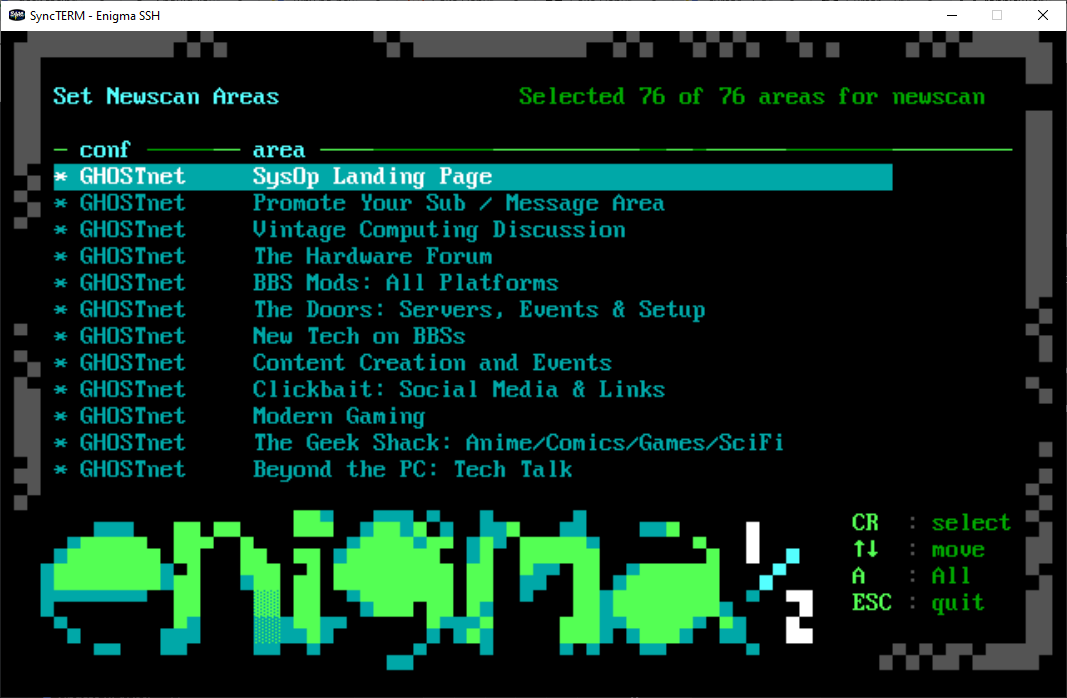 SyncTERM - Enigma SSH
Set Newscan Areas Selected 76 of 76 areas for newscan
conf area
* GHOSTnet SysOp Landing Page
* GHOSTnet Promote Your Sub / Message Area
* GHOSTnet Vintage Computing Discussion
* GHOSTnet The Hardware Forum
* GHOSTnet BBS Mods: All Platforms
* GHOSTnet The Doors: Servers, Events & Setup
* GHOSTnet New Tech on BBSs
* GHOSTnet Content Creation and Events
* GHOSTnet Clickbait: Social Media & Links
* GHOSTnet Modern Gaming
* GHOSTnet The Geek Shack: Anime/Comics/Games/SciFi
* GHOSTnet Beyond the PC: Tech Talk
enigma 1/2
CR : select
↑↓ : move
A : All
ESC : quit